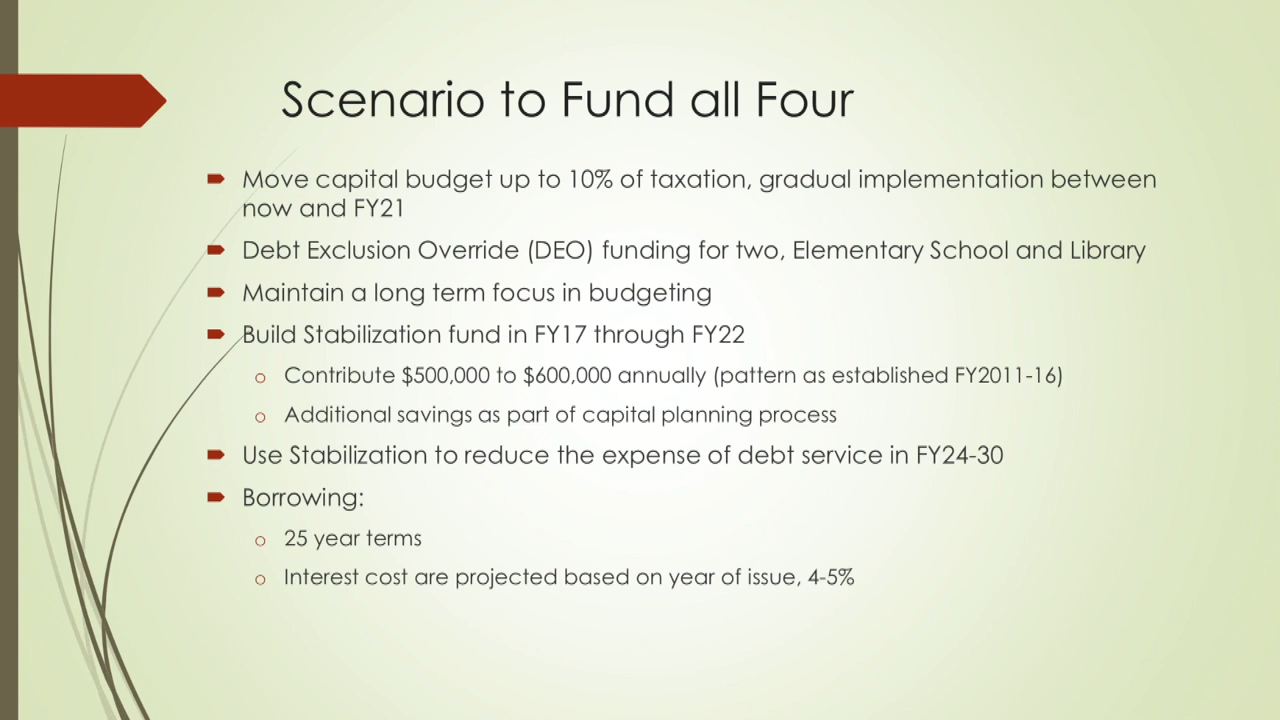 Scenario to Fund all Four
Move capital budget up to 10% of taxation, gradual implementation between
now and FY21
Debt Exclusion Override (DEO) funding for two, Elementary School and Library
Maintain a long term focus in budgeting
Build Stabilization fund in FY17 through FY22
Contribute $500,000 to $600,000 annually (pattern as established FY2011-16)
Additional savings as part of capital planning process
Use Stabilization to reduce the expense of debt service in FY24-30
Borrowing:
25 year terms
Interest cost are projected based on year of issue, 4-5%